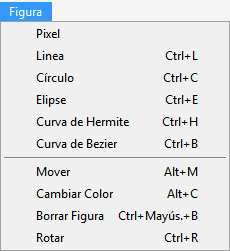 Figura
Pixel
Linea Ctrl+L
Círculo Ctrl+C
Elipse Ctrl+E
Curva de Hermite Ctrl+H
Curva de Bezier Ctrl+B
Mover Alt+M
Cambiar Color Alt+C
Borrar Figura Ctrl+Mayús.+B
Rotar Ctrl+R